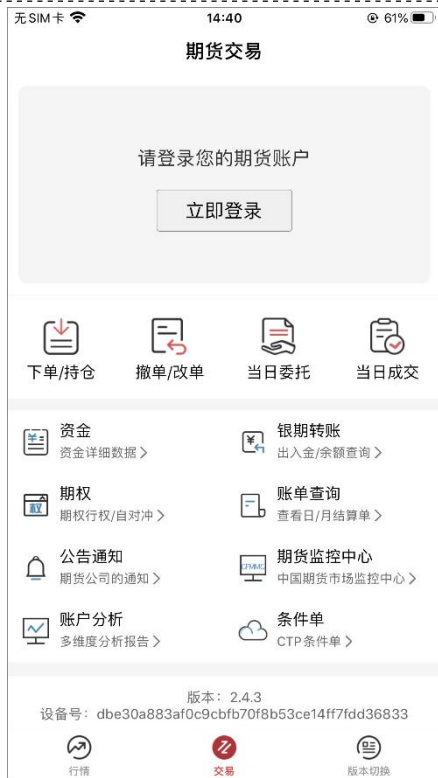 无SIM卡 14:40 61%
期货交易
请登录您的期货账户
立即登录
下单/持仓 撤单/改单 当日委托 当日成交
资金 银期转账
资金详细数据 出入金/余额查询
期权 账单查询
期权行权/自对冲 查看日/月结算单
公告通知 期货监控中心
期货公司的通知 中国期货市场监控中心
账户分析 条件单
多维度分析报告 CTP条件单
版本：2.4.3
设备号：dbe30a883af0c9cbfb70f8b53ce14ff7fdd36833
行情 交易 版本切换